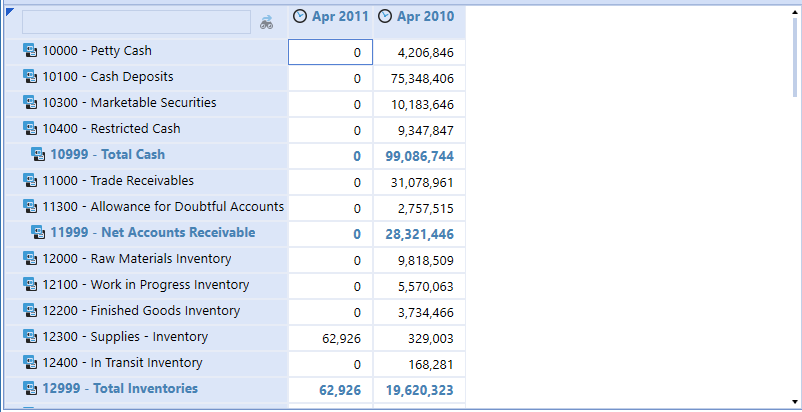 Apr 2011 Apr 2010
10000 - Petty Cash 0 4,206,846
10100 - Cash Deposits 0 75,348,406
10300 - Marketable Securities 0 10,183,646
10400 - Restricted Cash 0 9,347,847
10999 - Total Cash 0 99,086,744
11000 - Trade Receivables 0 31,078,961
11300 - Allowance for Doubtful Accounts 0 2,757,515
11999 - Net Accounts Receivable 0 28,321,446
12000 - Raw Materials Inventory 0 9,818,509
12100 - Work in Progress Inventory 0 5,570,063
12200 - Finished Goods Inventory 0 3,734,466
12300 - Supplies - Inventory 62,926 329,003
12400 - In Transit Inventory 0 168,281
12999 - Total Inventories 62,926 19,620,323